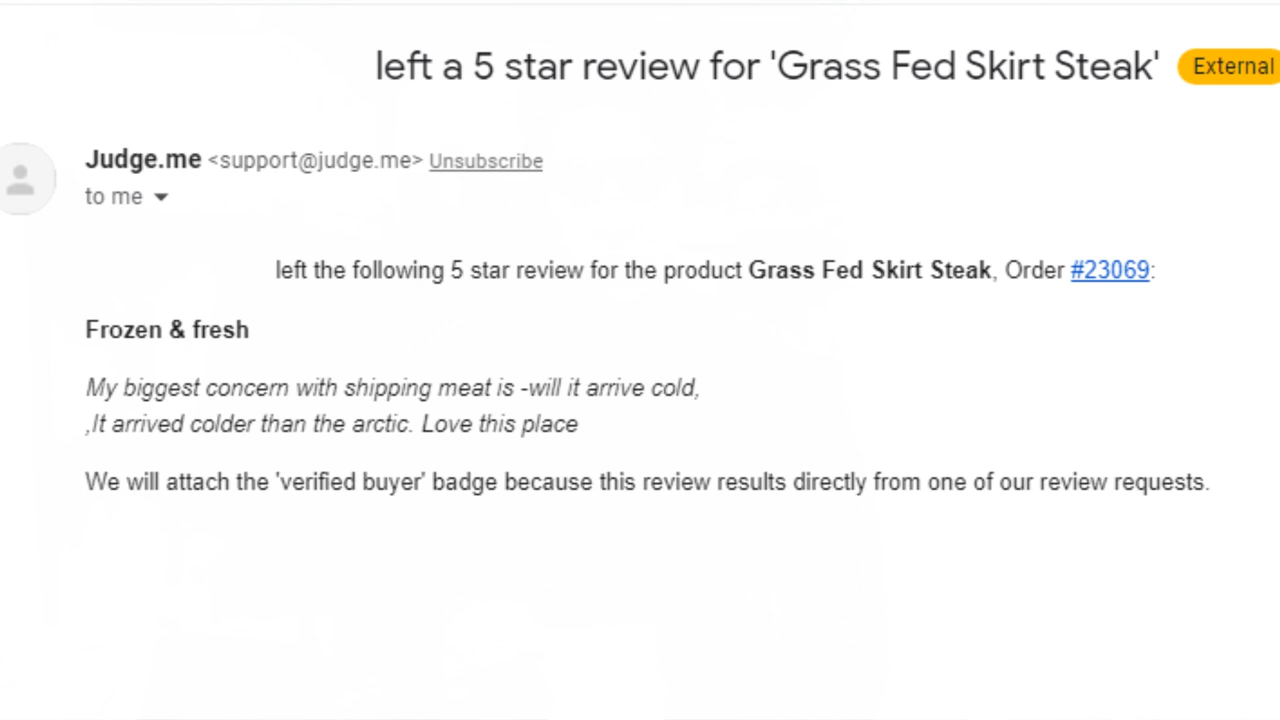 left a 5 star review for 'Grass Fed Skirt Steak' External
Judge.me <support@judge.me> Unsubscribe
to me
left the following 5 star review for the product Grass Fed Skirt Steak, Order #23069:
Frozen & fresh
My biggest concern with shipping meat is -will it arrive cold,
,It arrived colder than the arctic. Love this place
We will attach the 'verified buyer' badge because this review results directly from one of our review requests.